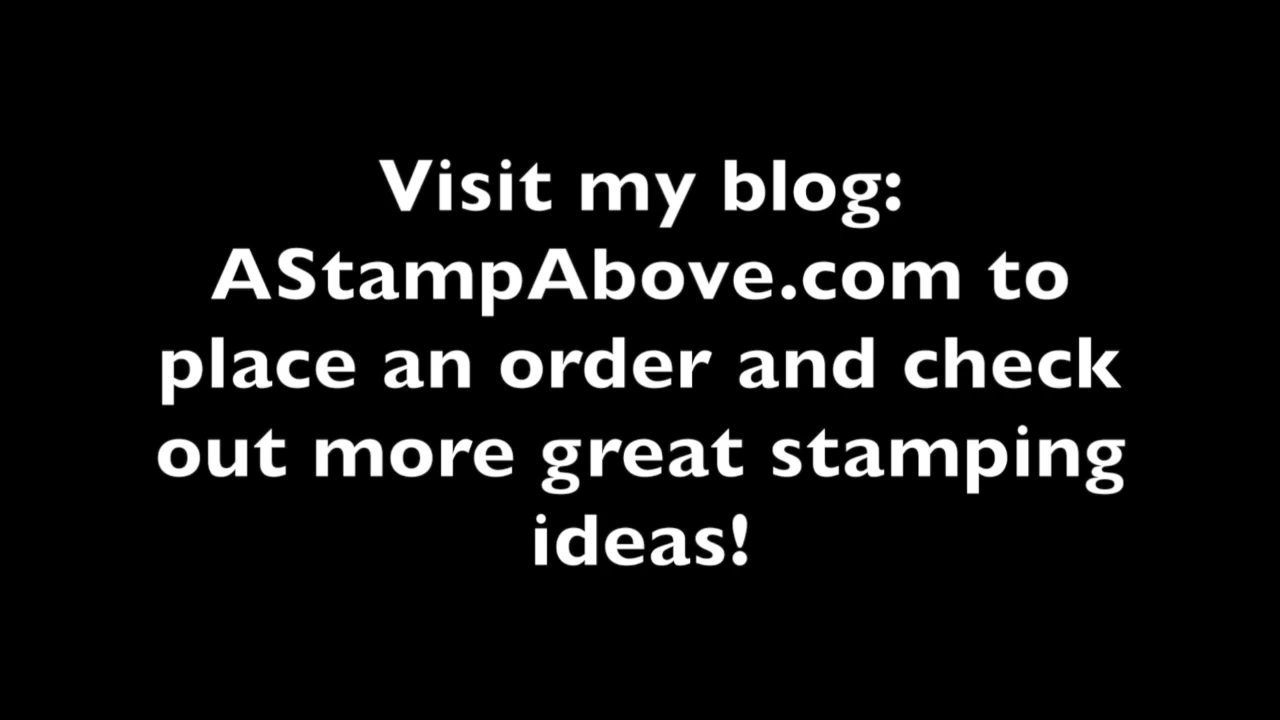 Visit my blog:
AStampAbove.com to
place an order and check
out more great stamping
ideas!